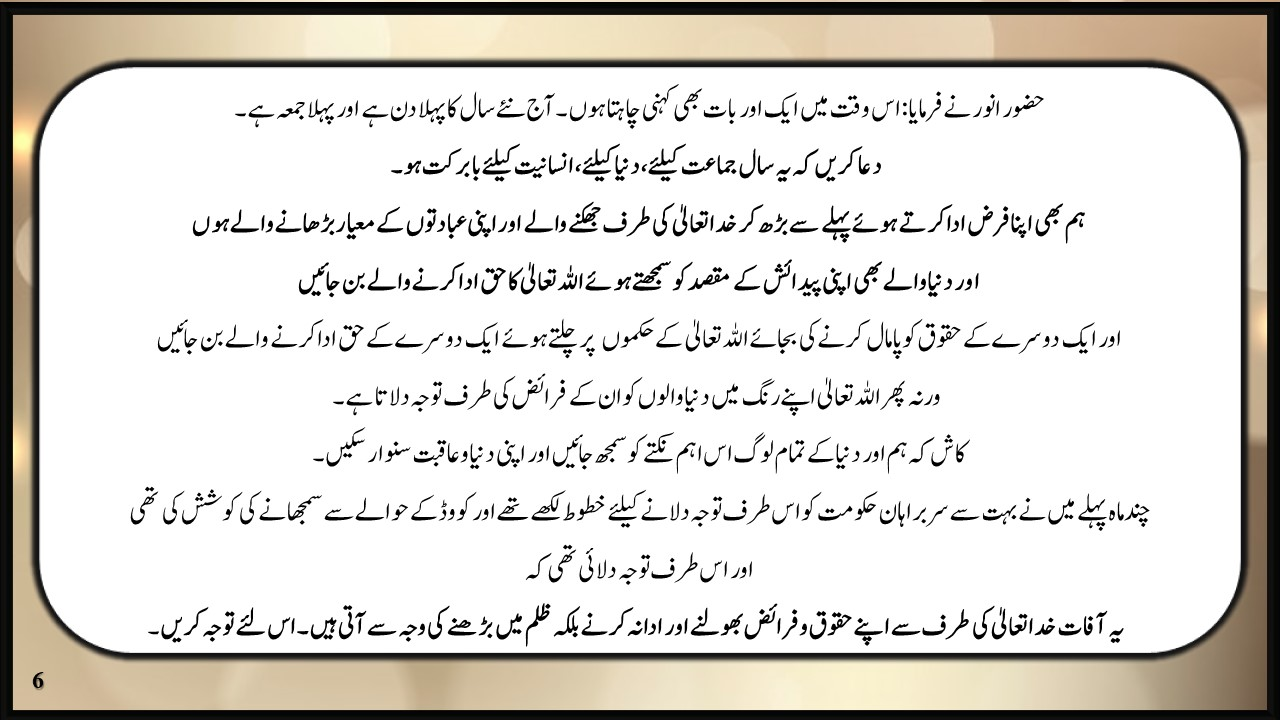 حضور انور نے فرمایا: اس وقت میں ایک اور بات بھی کہنی چاہتا ہوں۔ آج نئے سال کا پہلا دن ہے اور پہلا جمعہ ہے۔
دعا کریں کہ یہ سال جماعت کیلئے، دنیا کیلئے، انسانیت کیلئے بابرکت ہو۔
ہم بھی اپنا فرض ادا کرتے ہوئے پہلے سے بڑھ کر خدا تعالیٰ کی طرف جھکنے والے اور اپنی عبادتوں کے معیار بڑھانے والے ہوں
اور دنیا والے بھی اپنی پیدائش کے مقصد کو سمجھتے ہوئے اللہ تعالیٰ کا حق ادا کرنے والے بن جائیں
اور ایک دوسرے کے حقوق کو پامال کرنے کی بجائے اللہ تعالیٰ کے حکموں پر چلتے ہوئے ایک دوسرے کے حق ادا کرنے والے بن جائیں
ورنہ پھر اللہ تعالیٰ اپنے رنگ میں دنیا والوں کو ان کے فرائض کی طرف توجہ دلاتا ہے۔
کاش کہ ہم اور دنیا کے تمام لوگ اس اہم نکتے کو سمجھ جائیں اور اپنی دنیا و عاقبت سنوار سکیں۔
چند ماہ پہلے میں نے بہت سے سربراہان حکومت کو اس طرف توجہ دلانے کیلئے خطوط لکھے تھے اور کووڈ کے حوالے سے سمجھانے کی کوشش کی تھی
اور اس طرف توجہ دلائی تھی کہ
یہ آفات خدا تعالیٰ کی طرف سے اپنے حقوق و فرائض بھولنے اور ادا نہ کرنے بلکہ ظلم میں بڑھنے کی وجہ سے آتی ہیں۔ اس لئے توجہ کریں۔
6